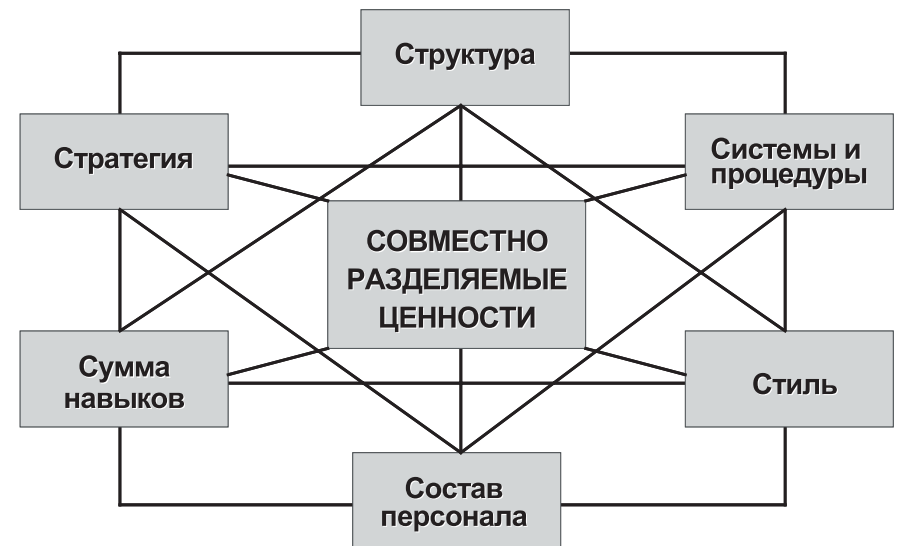 Структура
Стратегия
Системы и
процедуры
СОВМЕСТНО
РАЗДЕЛЯЕМЫЕ
ЦЕННОСТИ
Сумма
навыков
Стиль
Состав
персонала